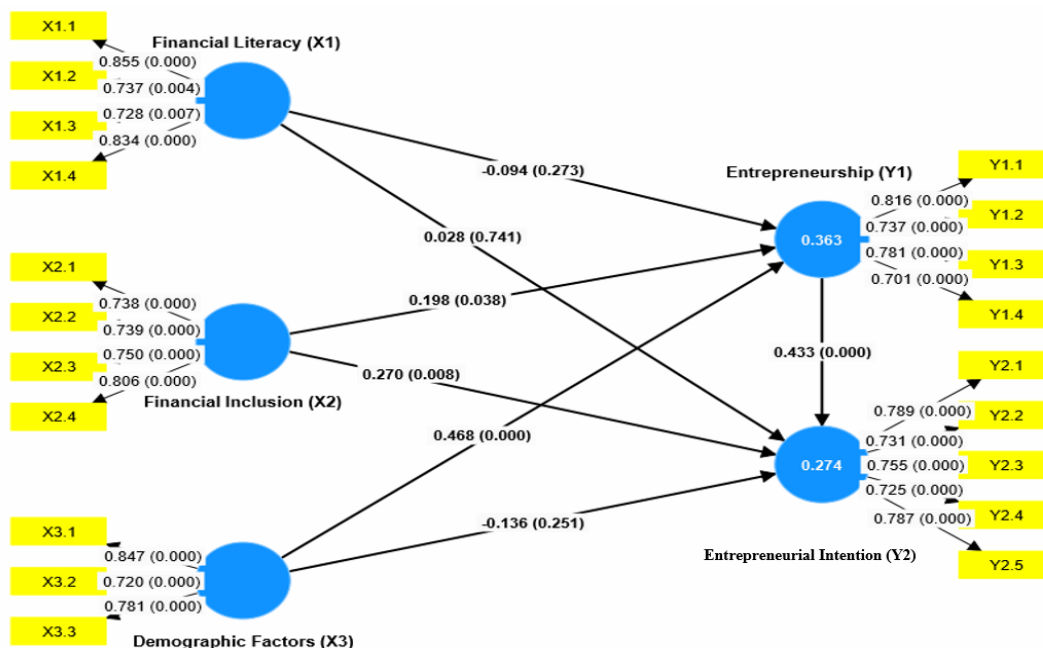 X1.1
Financial Literacy (X1)
0.855 (0.000)
X1.2
0.737 (0.004)
X1.3
0.728 (0.007)
0.834 (0.000)
X1.4
-0.094 (0.273)
Entrepreneurship (Y1)
Y1.1
0.816 (0.000)
Y1.2
0.737 (0.000)
0.363
0.781 (0.000)
Y1.3
0.701 (0.000)
Y1.4
0.028 (0.741)
X2.1
0.738 (0.000)
X2.2
0.739 (0.000)
X2.3
0.750 (0.000)
0.806 (0.000)
X2.4
Financial Inclusion (X2)
0.198 (0.038)
0.270 (0.008)
0.433 (0.000)
0.468 (0.000)
Y2.1
0.789 (0.000)
Y2.2
0.731 (0.000)
0.274
0.755 (0.000)
Y2.3
0.725 (0.000)
Y2.4
0.787 (0.000)
Y2.5
-0.136 (0.251)
Entrepreneurial Intention (Y2)
X3.1
0.847 (0.000)
X3.2
0.720 (0.000)
0.781 (0.000)
X3.3
Demographic Factors (X3)